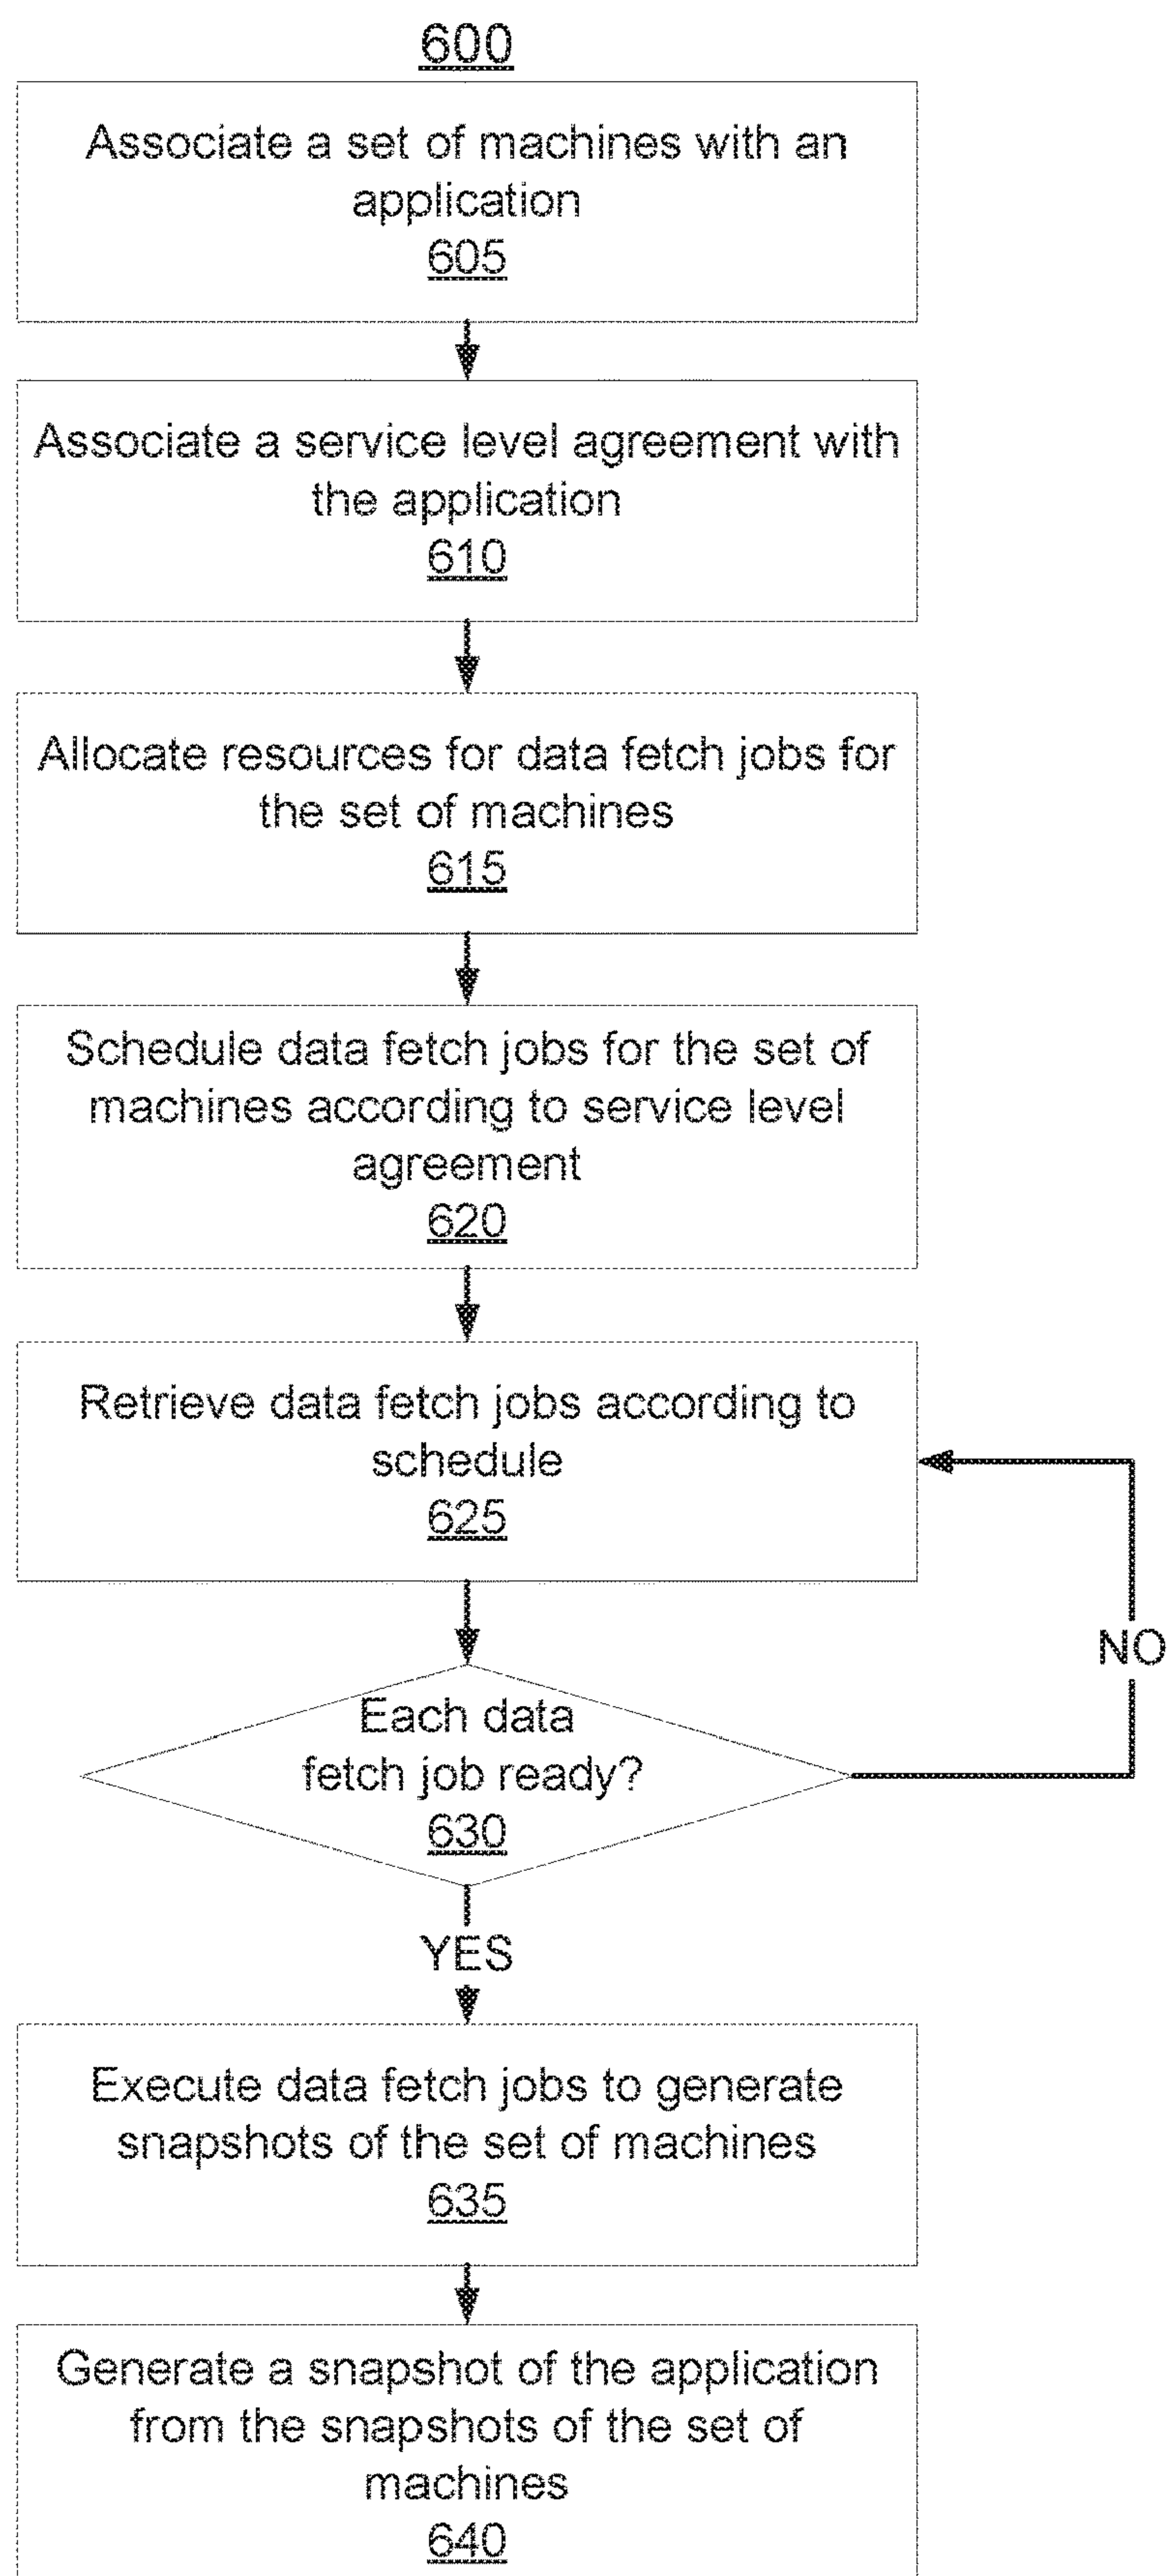 600
Associate a set of machines with an
application
605
Associate a service level agreement with
the application
610
Allocate resources for data fetch jobs for
the set of machines
615
Schedule data fetch jobs for the set of
machines according to service level
agreement
620
Retrieve data fetch jobs according to
schedule
625
NO
Each data
fetch job ready?
630
YES
Execute data fetch jobs to generate
snapshots of the set of machines
635
Generate a snapshot of the application
from the snapshots of the set of
machines
640